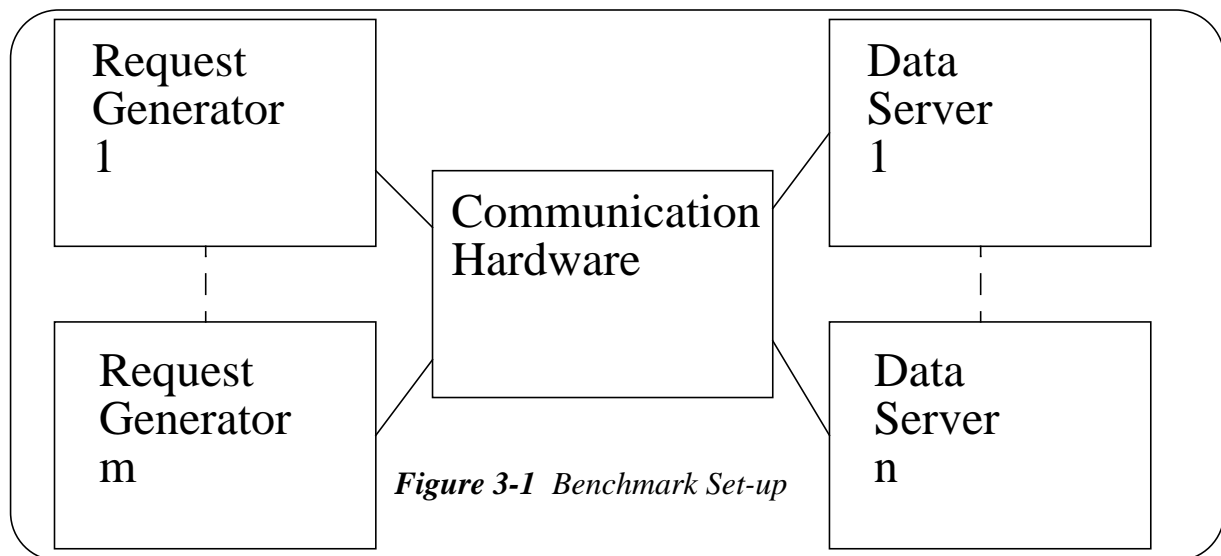 Request
Generator
1
Data
Server
1
Communication
Hardware
Request
Generator
m
Data
Server
n
Figure 3-1 Benchmark Set-up